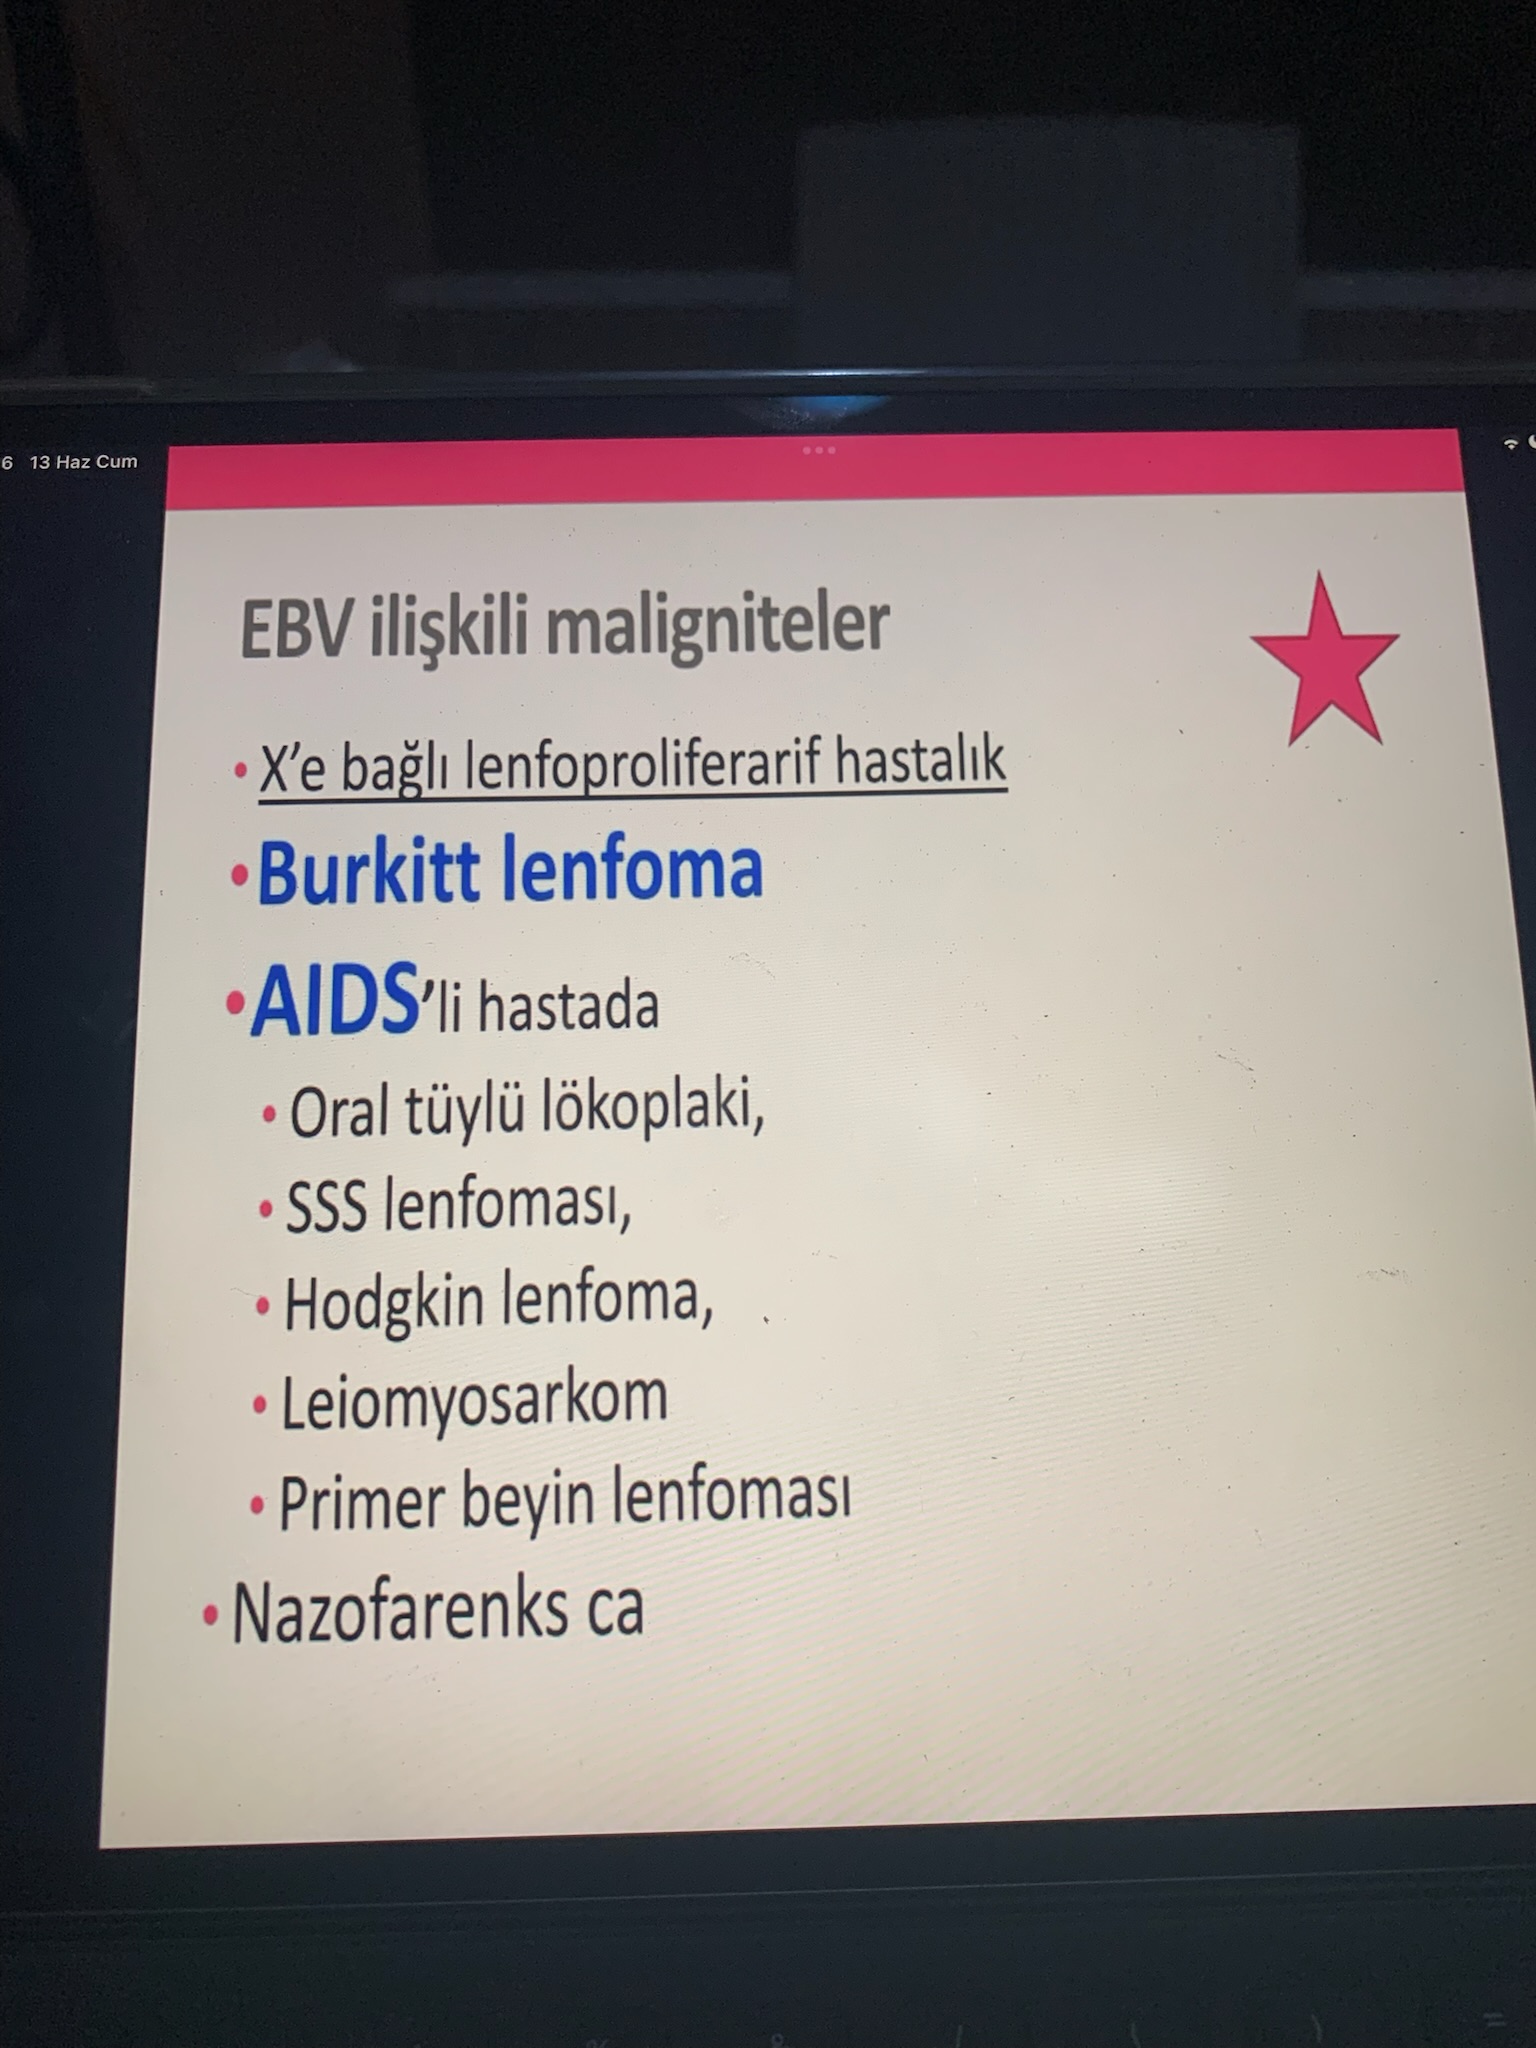 6 13 Haz Cum
EBV ilişkili maligniteler
• X’e bağlı lenfoproliferarif hastalık
• Burkitt lenfoma
• AIDS’li hastada
• Oral tüylü lökoplaki,
• SSS lenfoması,
• Hodgkin lenfoma,
• Leiomyosarkom
• Primer beyin lenfoması
• Nazofarenks ca